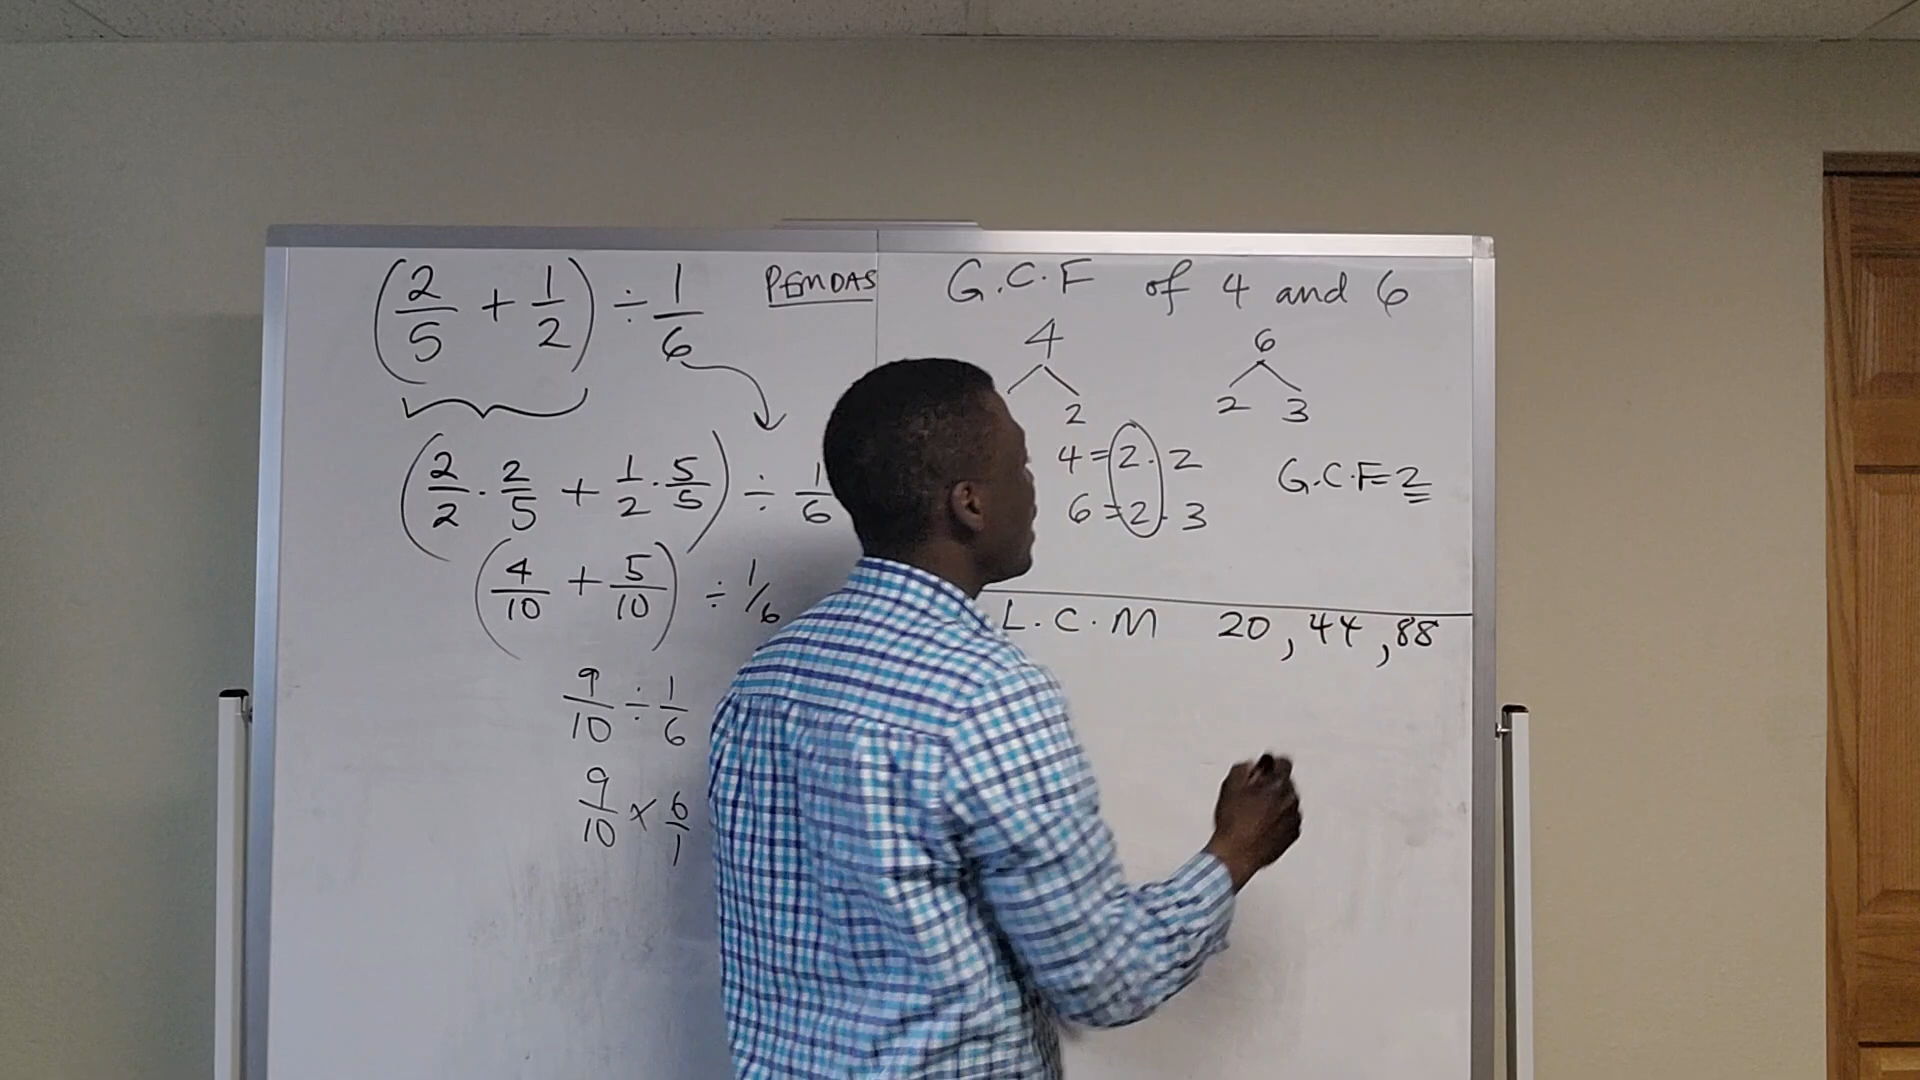 (2/5 + 1/2) ÷ 1/6
PEMDAS
(2/2 · 2/5 + 1/2 · 5/5) ÷ 1/6
(4/10 + 5/10) ÷ 1/6
9/10 ÷ 1/6
9/10 × 6/1
G.C.F of 4 and 6
4 6
2 2 3
4 = 2 · 2
6 = 2 · 3
G.C.F = 2
L.C.M 20, 44, 88